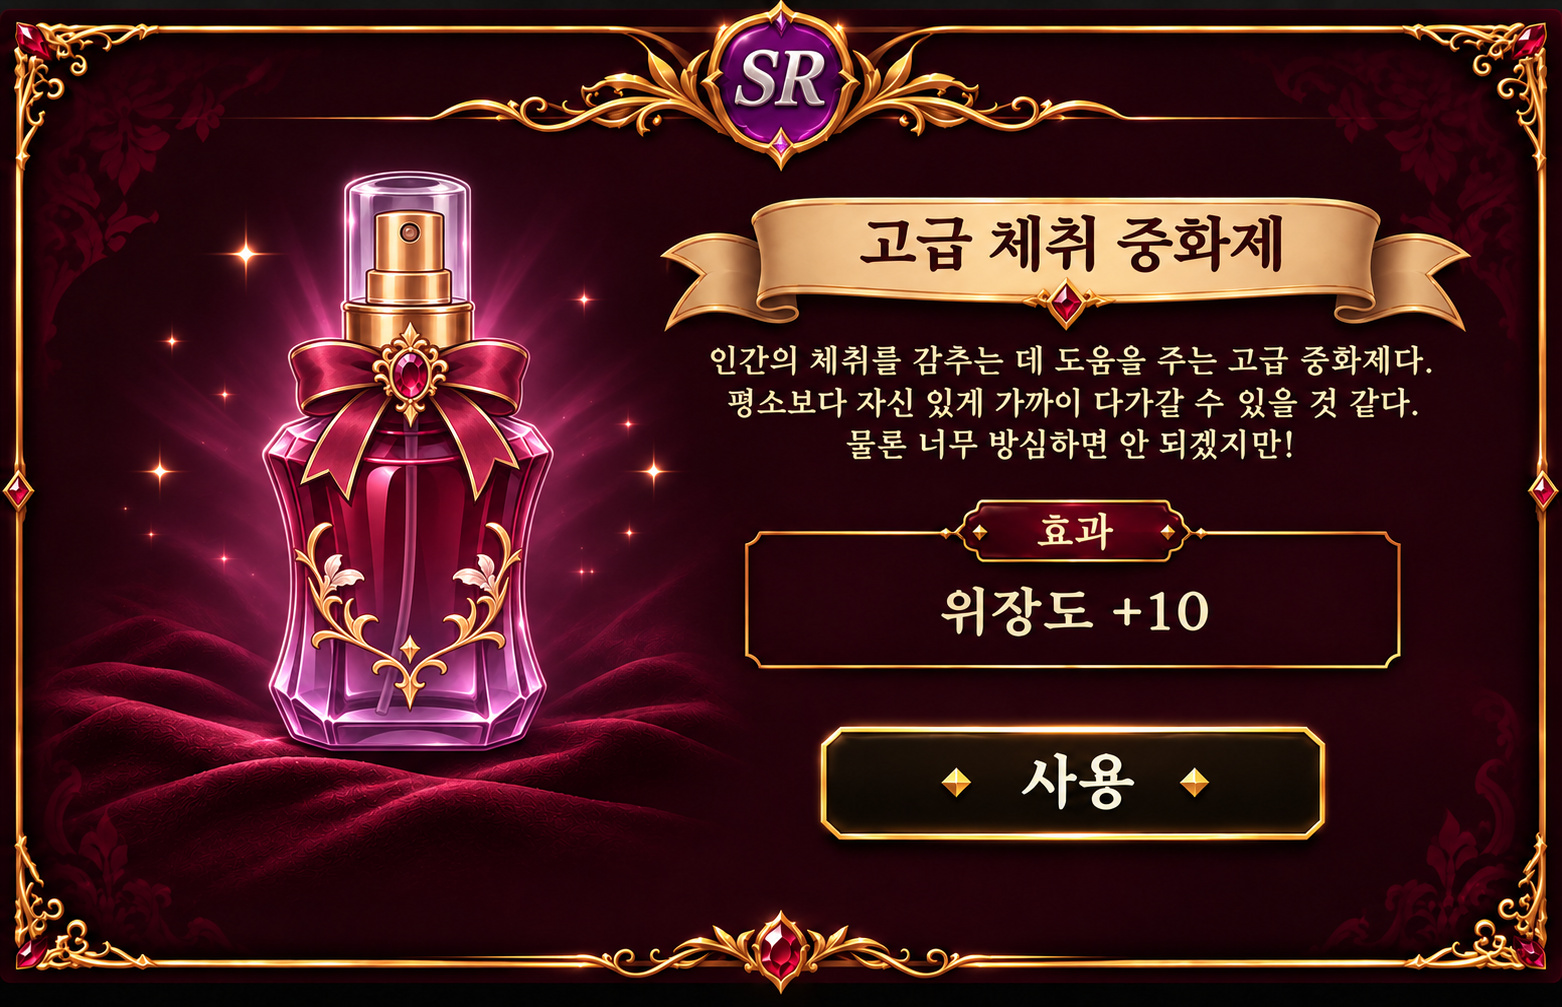 SR
고급 체취 중화제
인간의 체취를 감추는 데 도움을 주는 고급 중화제다.
평소보다 자신 있게 가까이 다가갈 수 있을 것 같다.
물론 너무 방심하면 안 되겠지만!
효과
위장도 +10
사용